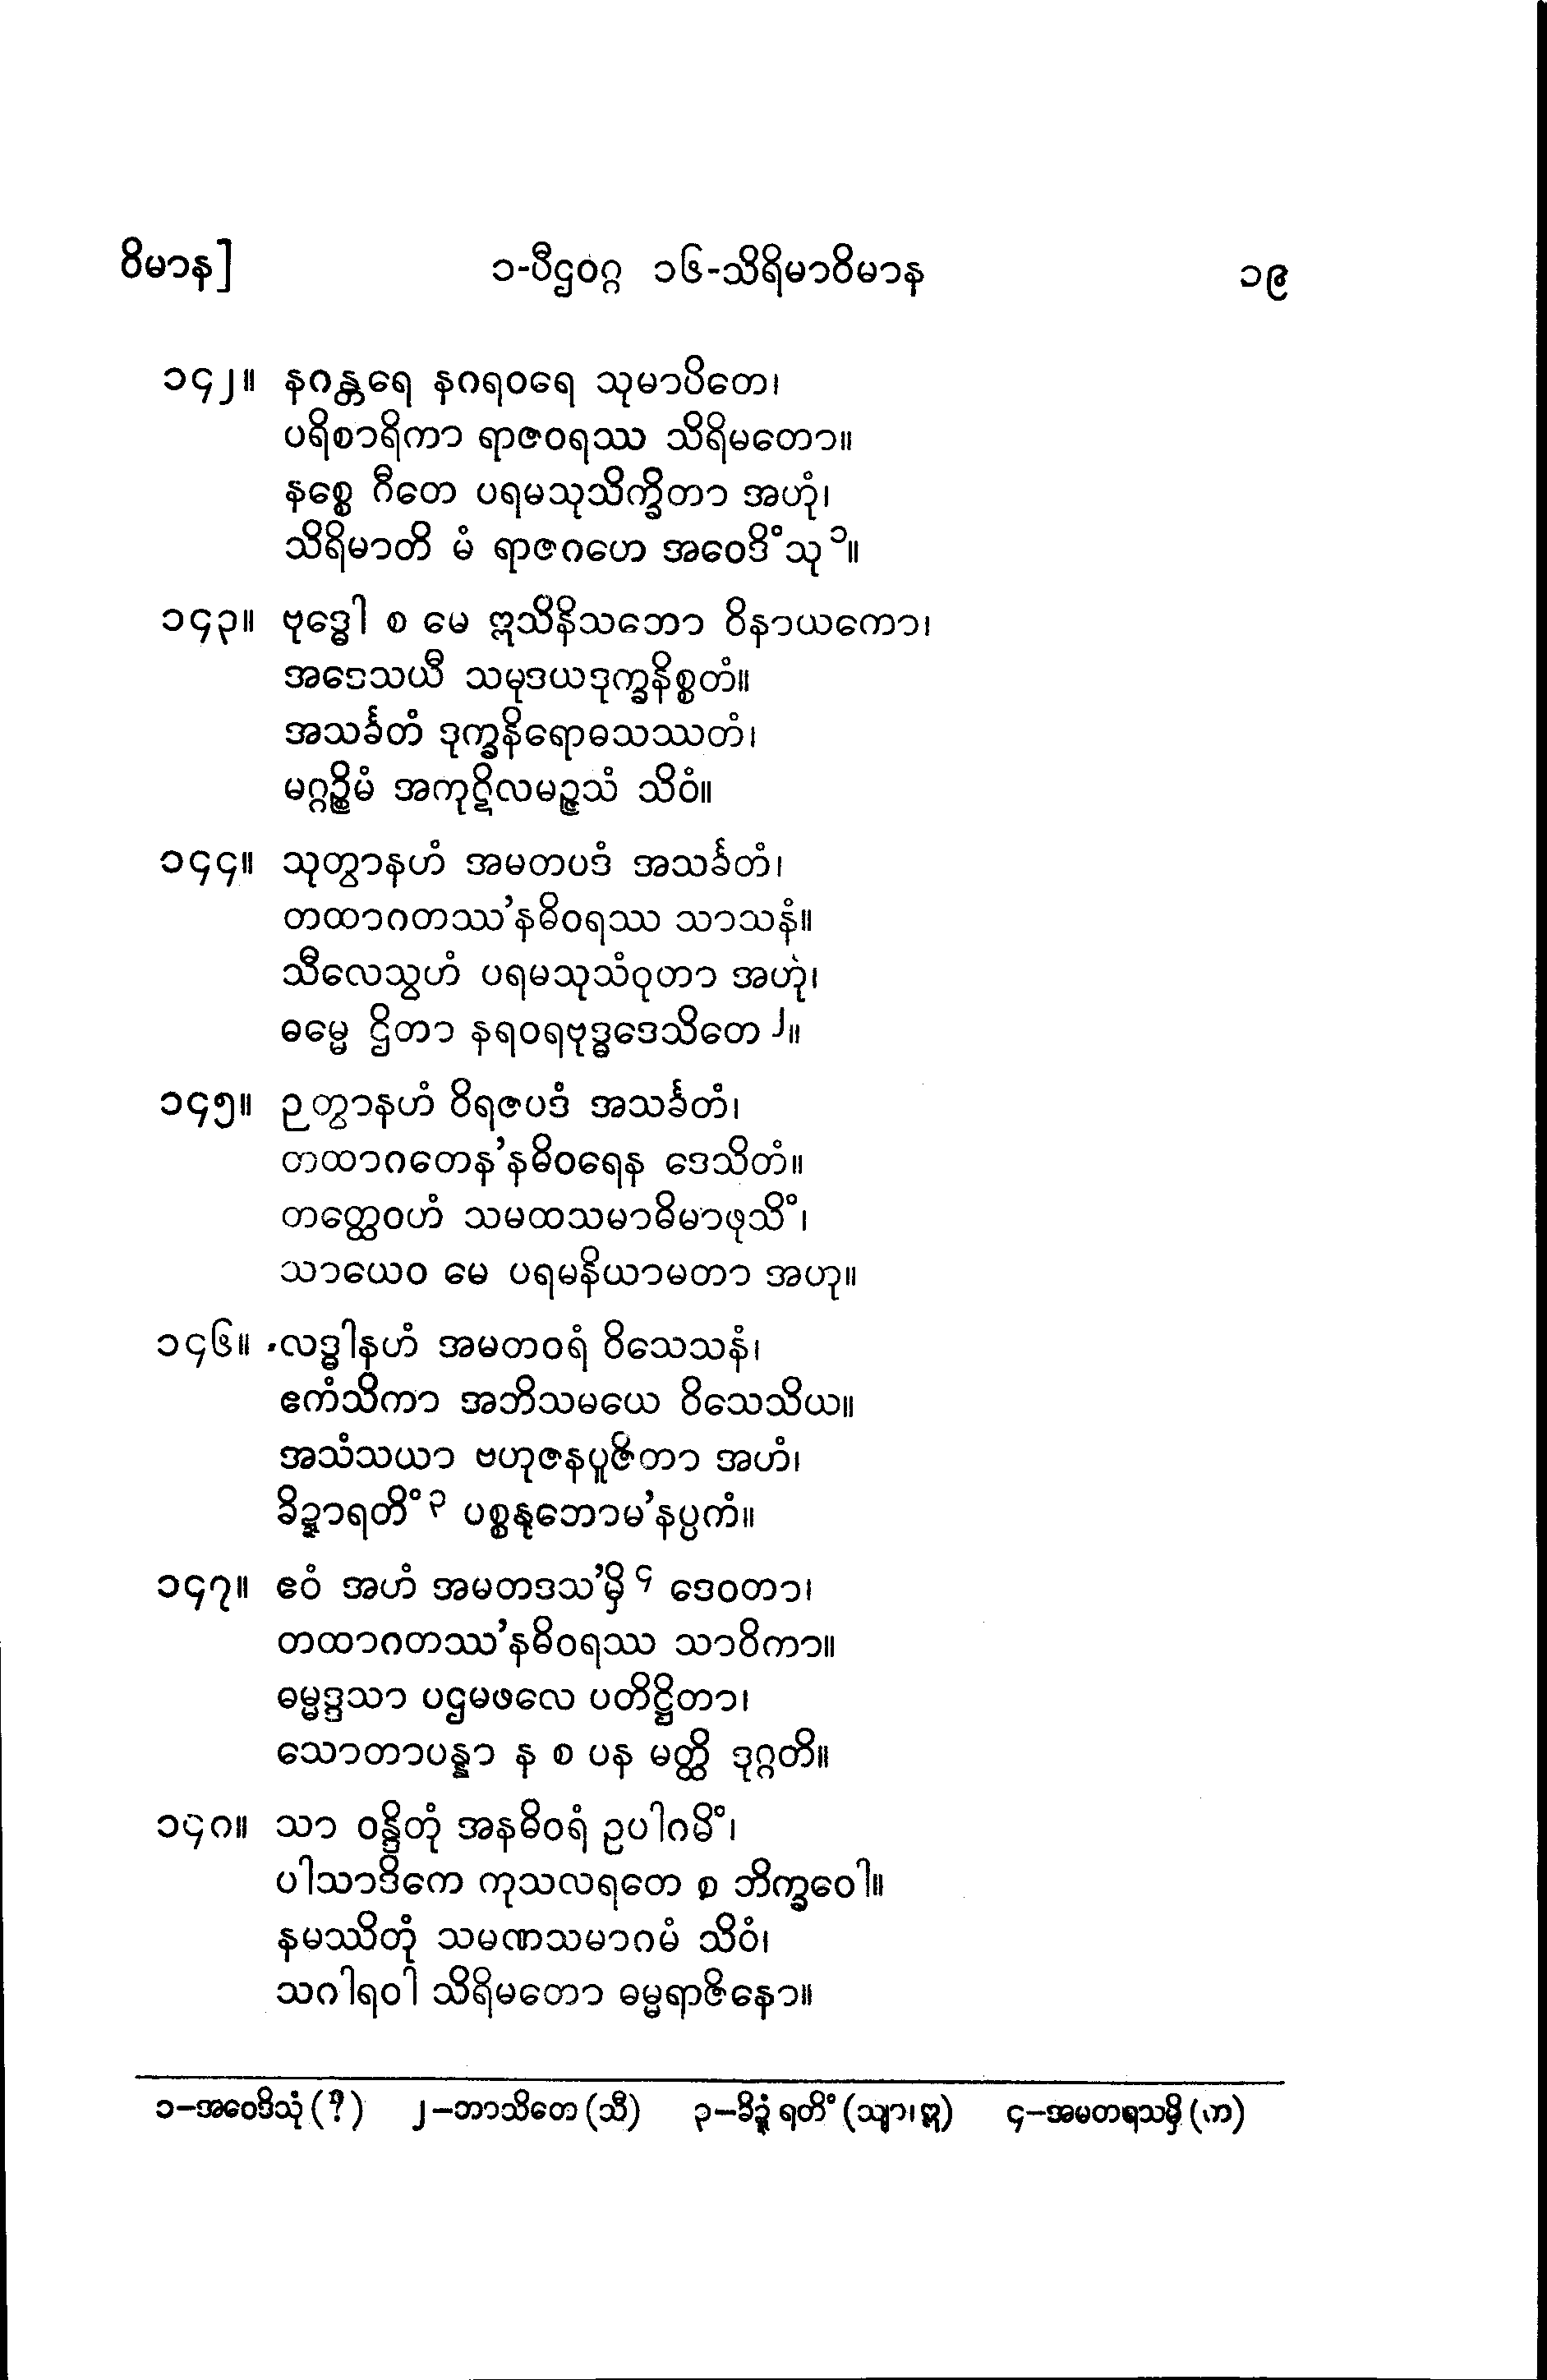 ဝိမာန]	၁-ပီဌဝဂ္ဂ ၁၆-သိရိမာဝိမာန	၁၉
၁၄၂။ နဂန္တရေ နဂရဝရေ သုမာပိတေ၊
ပရိစာရိကာ ရာဇဝရဿ သိရိမတော။
နစ္စေ ဂီတေ ပရမသုသိက္ခိတာ အဟုံ၊
သိရိမာတိ မံ ရာဇဂဟေ အဝေဒိံသု ၁။
၁၄၃။ ဗုဒ္ဓေါ စ မေ ဣသိနိသဘော ဝိနာယကော၊
အဒေသယီ သမုဒယဒုက္ခနိစ္စတံ။
အသင်္ခတံ ဒုက္ခနိရောဓသဿတံ၊
မဂ္ဂဉ္စိမံ အကုဋိလမဉ္ဇသံ သိဝံ။
၁၄၄။ သုတွာနဟံ အမတပဒံ အသင်္ခတံ၊
တထာဂတဿ’နဓိဝရဿ သာသနံ။
သီလေသွဟံ ပရမသုသံဝုတာ အဟုံ၊
ဓမ္မေ ဌိတာ နရဝရဗုဒ္ဓဒေသိတေ ၂။
၁၄၅။ ဉတွာနဟံ ဝိရဇပဒံ အသင်္ခတံ၊
တထာဂတေန’နဓိဝရေန ဒေသိတံ။
တတ္ထေဝဟံ သမထသမာဓိမာဖုသိံ၊
သာယေဝ မေ ပရမနိယာမတာ အဟု။
၁၄၆။ လဒ္ဓါနဟံ အမတဝရံ ဝိသေသနံ၊
ဧကံသိကာ အဘိသမယေ ဝိသေသိယ။
အသံသယာ ဗဟုဇနပူဇိတာ အဟံ၊
ခိဍ္ဍာရတိံ ၃ ပစ္စနုဘောမ’နပ္ပကံ။
၁၄၇။ ဧဝံ အဟံ အမတဒသ’မှိ ၄ ဒေဝတာ၊
တထာဂတဿ’နဓိဝရဿ သာဝိကာ။
ဓမ္မဒ္ဒသာ ပဌမဖလေ ပတိဋ္ဌိတာ၊
သောတာပန္နာ န စ ပန မတ္ထိ ဒုဂ္ဂတိ။
၁၄၈။ သာ ဝန္ဒိတုံ အနဓိဝရံ ဥပါဂမိံ၊
ပါသာဒိကေ ကုသလရတေ စ ဘိက္ခဝေါ။
နမဿိတုံ သမဏသမာဂမံ သိဝံ၊
သဂါရဝါ သိရိမတော ဓမ္မရာဇိနော။
၁–အဝေဒိသုံ (?) ၂–ဘာသိတေ (သီ) ၃–ခိဍ္ဍံ ရတိံ (သျာ၊ ဣ) ၄–အမတရသမှိ (က)